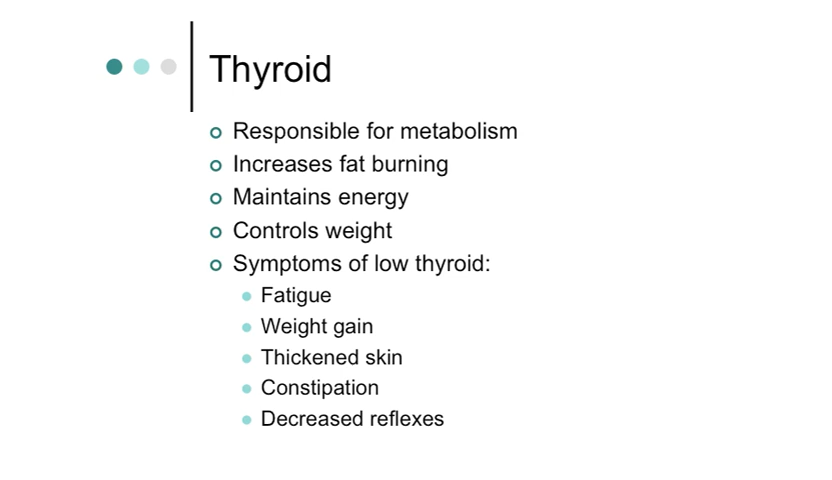 Thyroid
Responsible for metabolism
Increases fat burning
Maintains energy
Controls weight
Symptoms of low thyroid:
Fatigue
Weight gain
Thickened skin
Constipation
Decreased reflexes